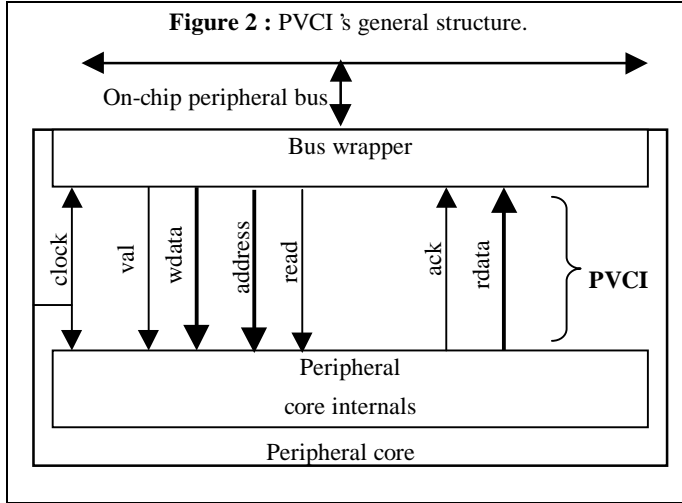 Figure 2 : PVCI 's general structure.
On-chip peripheral bus
Bus wrapper
clock
val
wdata
address
read
ack
rdata
PVCI
Peripheral
core internals
Peripheral core